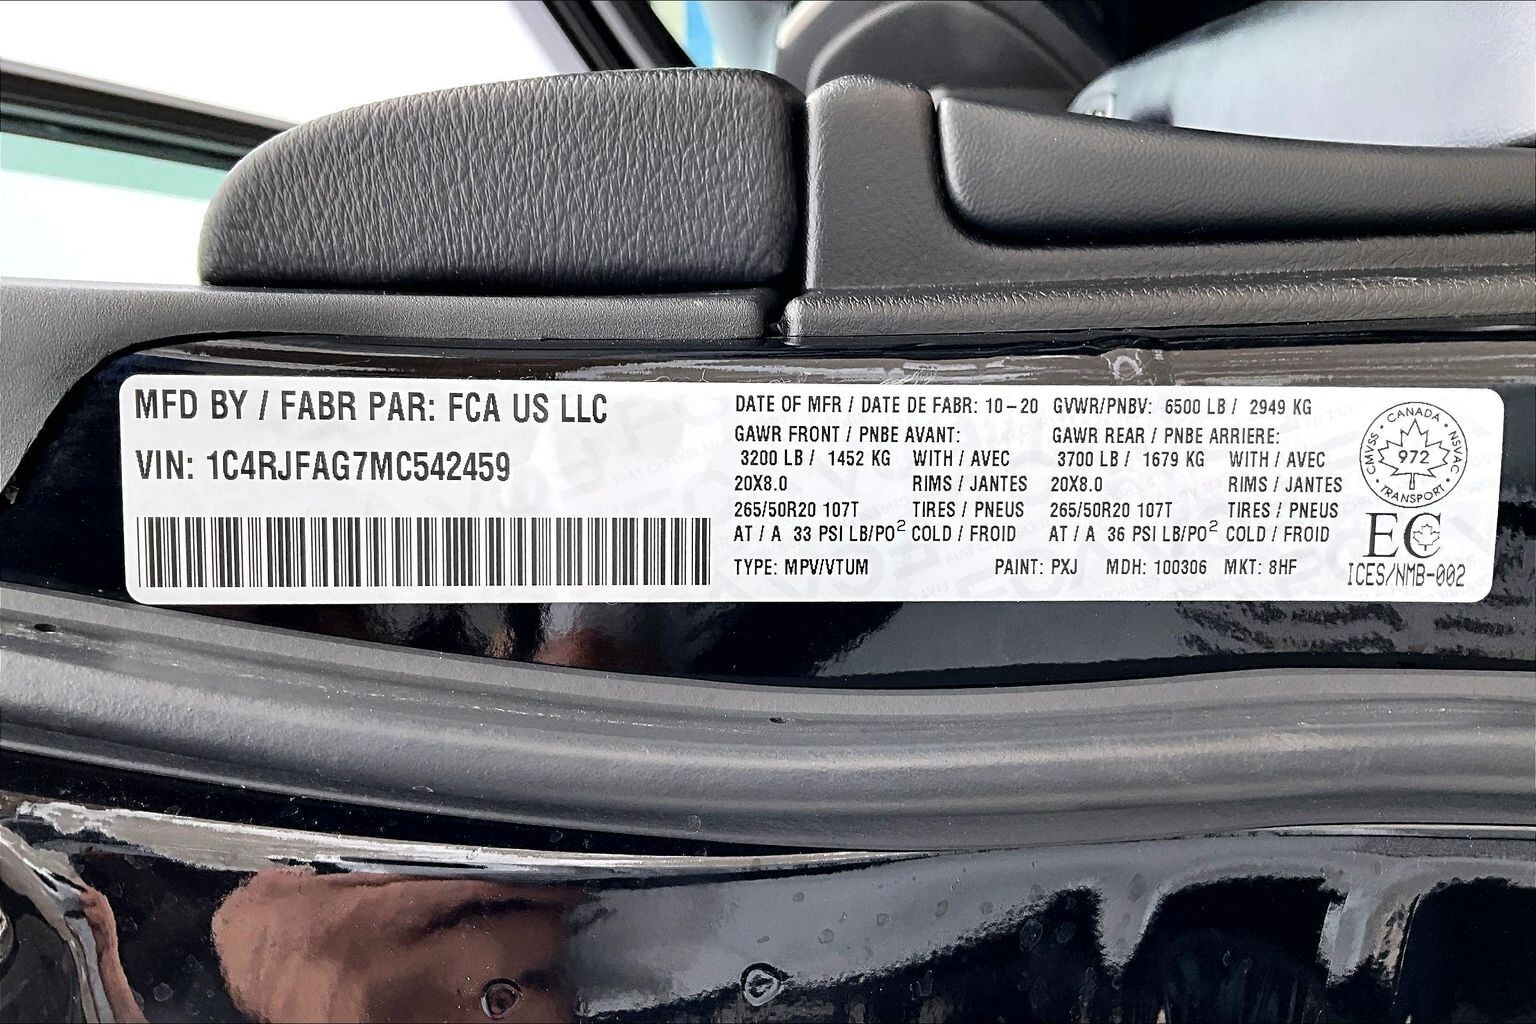 MFD BY / FABR PAR: FCA US LLC
VIN: 1C4RJFAG7MC542459
DATE OF MFR / DATE DE FABR: 10-20 GVWR/PNBV: 6500 LB / 2949 KG
GAWR FRONT / PNBE AVANT:
3200 LB / 1452 KG WITH / AVEC
20X8.0 RIMS / JANTES
265/50R20 107T TIRES / PNEUS
AT / A 33 PSI LB/PO² COLD / FROID
GAWR REAR / PNBE ARRIERE:
3700 LB / 1679 KG WITH / AVEC
20X8.0 RIMS / JANTES
265/50R20 107T TIRES / PNEUS
AT / A 36 PSI LB/PO² COLD / FROID
TYPE: MPV/VTUM PAINT: PXJ MDH: 100306 MKT: 8HF
CANADA
CMVSS 972 NSVAC
TRANSPORT
EC
ICES/NMB-002